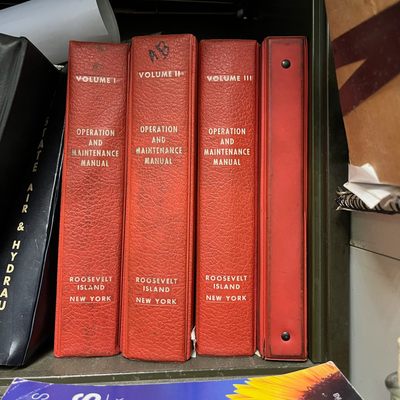 STATE AIR & HYDRAU
VOLUME I
OPERATION
AND
MAINTENANCE
MANUAL
ROOSEVELT
ISLAND
NEW YORK
AB
VOLUME II
OPERATION
AND
MAINTENANCE
MANUAL
ROOSEVELT
ISLAND
NEW YORK
VOLUME III
OPERATION
AND
MAINTENANCE
MANUAL
ROOSEVELT
ISLAND
NEW YORK